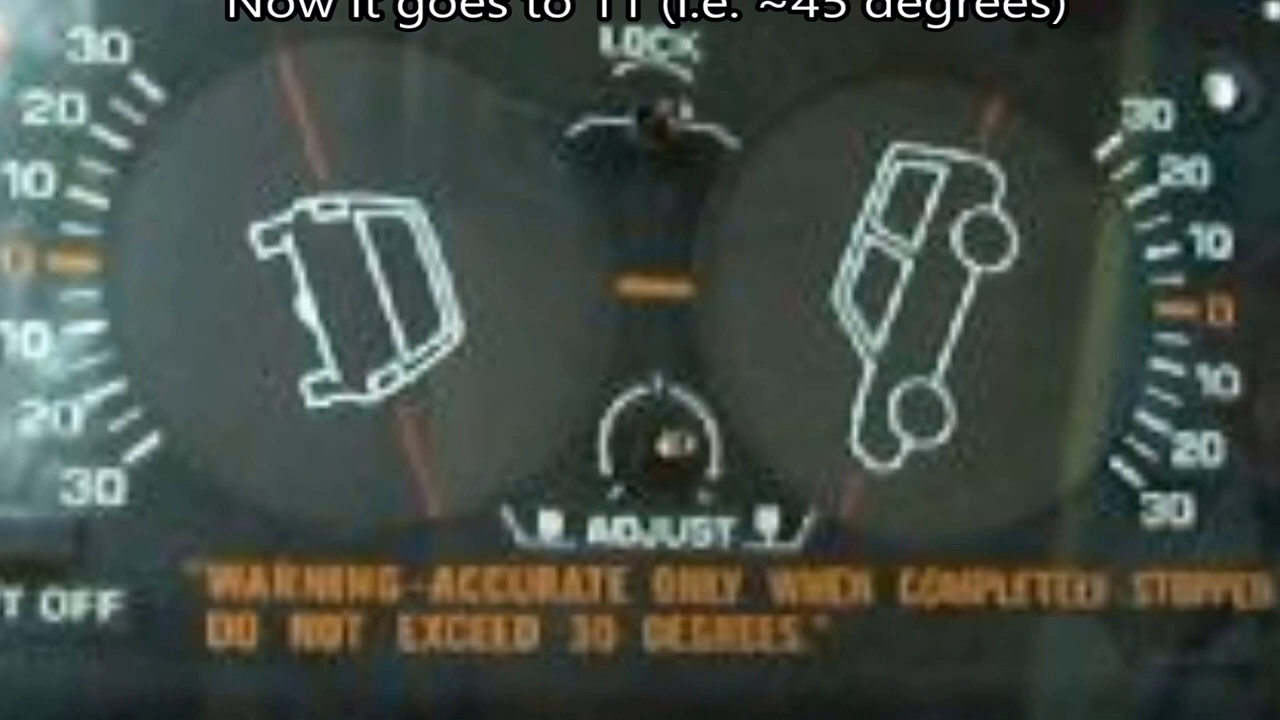 Now it goes to 11 (i.e. ~45 degrees)
LOCK
30
20
10
0
10
20
30
30
20
10
0
10
20
30
ADJUST
T OFF
"WARNING-ACCURATE ONLY WHEN COMPLETELY STOPPED
DO NOT EXCEED 30 DEGREES."